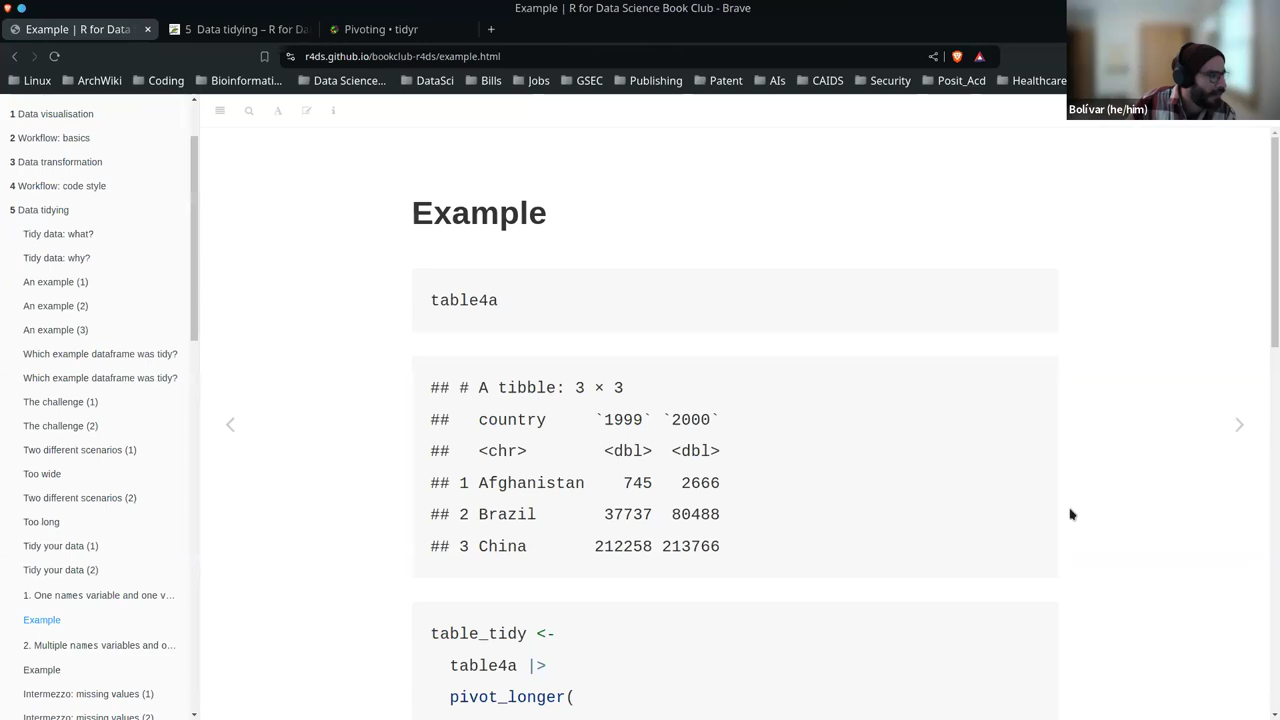 Example | R for Data Science Book Club - Brave
Example | R for Data
5 Data tidying – R for Da
Pivoting • tidyr
r4ds.github.io/bookclub-r4ds/example.html
Linux
ArchWiki
Coding
Bioinformati...
Data Science...
DataSci
Bills
Jobs
GSEC
Publishing
Patent
AIs
CAIDS
Security
Posit_Acd
Healthcare
Bolívar (he/him)
1 Data visualisation
2 Workflow: basics
3 Data transformation
4 Workflow: code style
5 Data tidying
Tidy data: what?
Tidy data: why?
An example (1)
An example (2)
An example (3)
Which example dataframe was tidy?
Which example dataframe was tidy?
The challenge (1)
The challenge (2)
Two different scenarios (1)
Too wide
Two different scenarios (2)
Too long
Tidy your data (1)
Tidy your data (2)
1. One names variable and one v...
Example
2. Multiple names variables and o...
Example
Intermezzo: missing values (1)
Intermezzo: missing values (2)
Example
table4a
## # A tibble: 3 × 3
##   country     `1999` `2000`
##   <chr>        <dbl>  <dbl>
## 1 Afghanistan    745   2666
## 2 Brazil       37737  80488
## 3 China       212258 213766
table_tidy <-
  table4a |>
  pivot_longer(